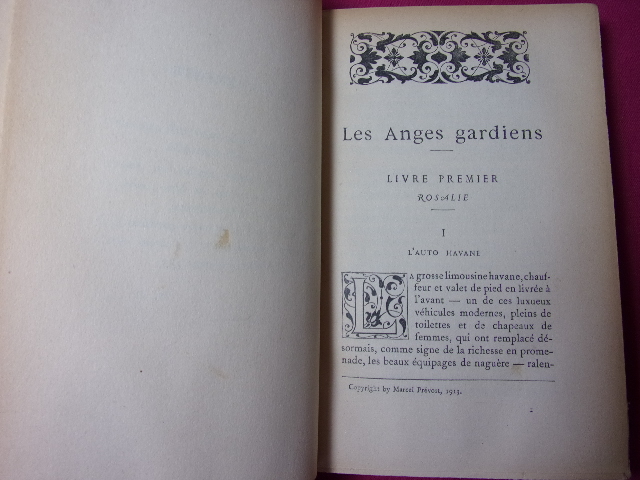 Les Anges gardiens
LIVRE PREMIER
ROSALIE
I
L'AUTO HAVANE
LA grosse limousine havane, chauf-
feur et valet de pied en livrée à
l'avant — un de ces luxueux
véhicules modernes, pleins de
toilettes et de chapeaux de
femmes, qui ont remplacé dé-
sormais, comme signe de la richesse en prome-
nade, les beaux équipages de naguère — ralen-
Copyright by Marcel Prévost, 1913.